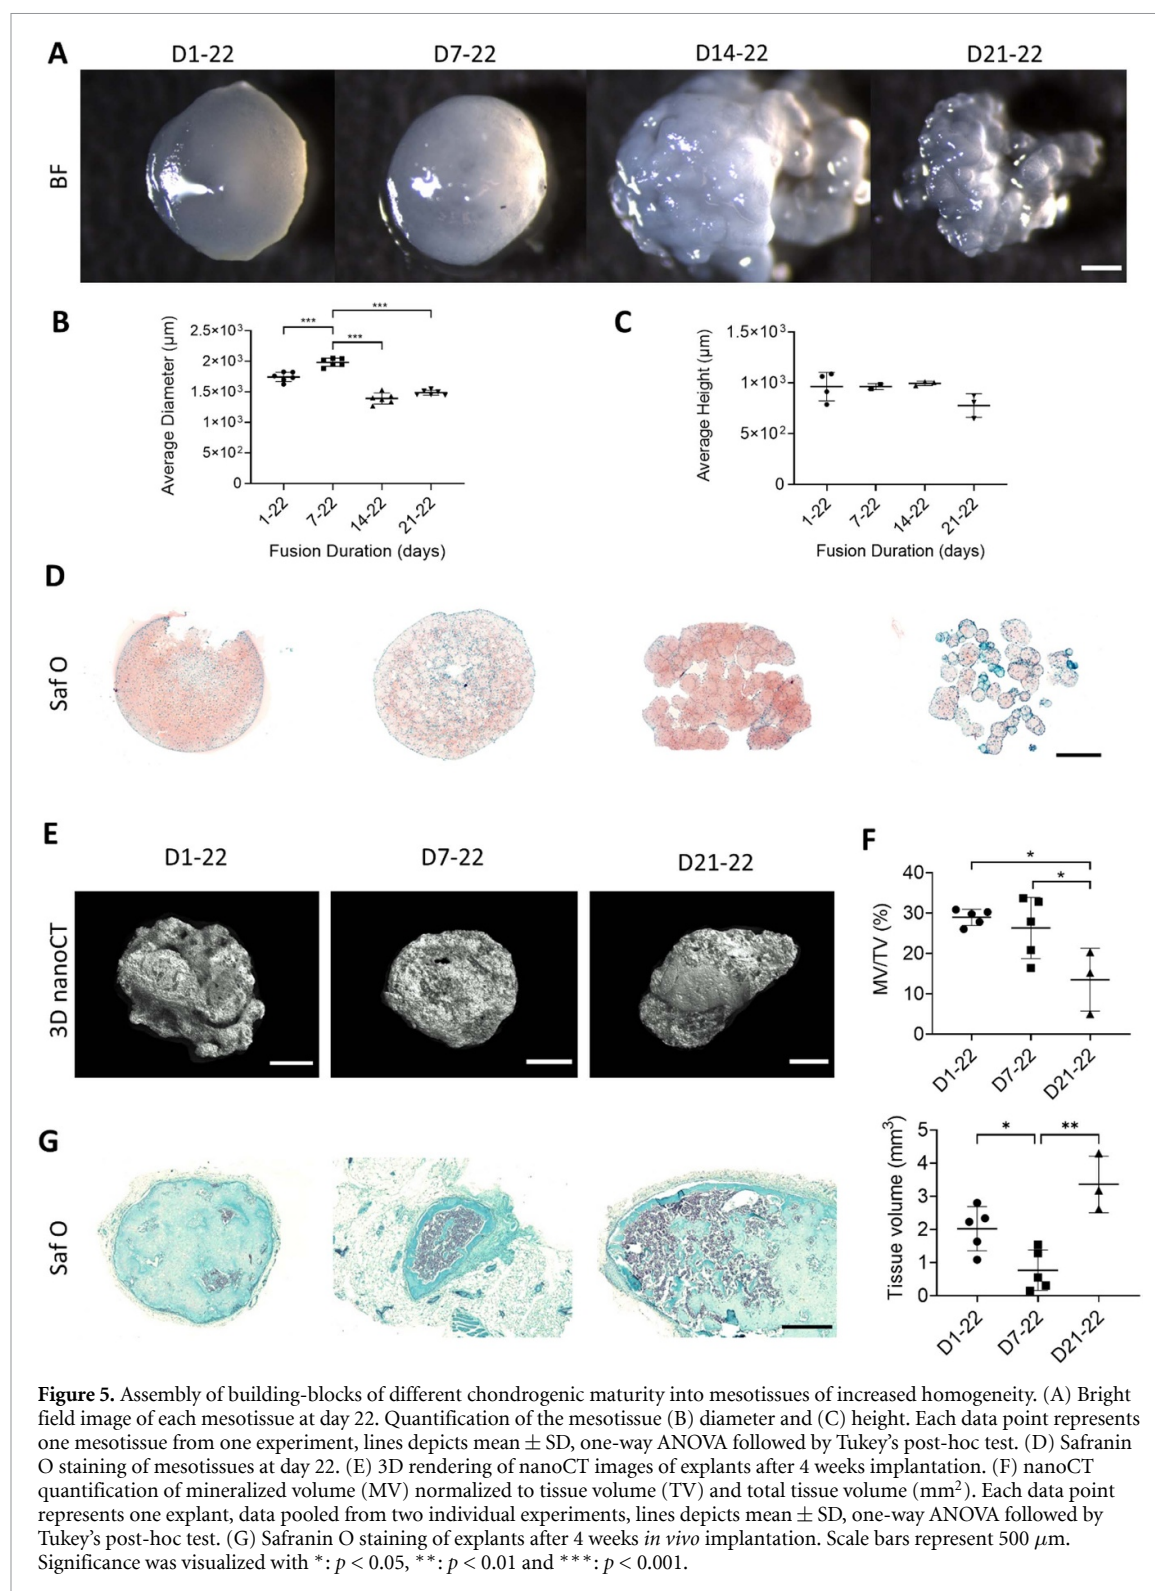 A
D1-22
D7-22
D14-22
D21-22
BF
B
Average Diameter (μm)
2.5×10³
2×10³
1.5×10³
1×10³
5×10²
0
***
***
***
1-22
7-22
14-22
21-22
Fusion Duration (days)
C
Average Height (μm)
1.5×10³
1×10³
5×10²
0
1-22
7-22
14-22
21-22
Fusion Duration (days)
D
Saf O
E
D1-22
D7-22
D21-22
3D nanoCT
F
MV/TV (%)
40
30
20
10
0
*
*
D1-22
D7-22
D21-22
Tissue volume (mm³)
5
4
3
2
1
0
*
**
D1-22
D7-22
D21-22
G
Saf O
Figure 5. Assembly of building-blocks of different chondrogenic maturity into mesotissues of increased homogeneity. (A) Bright
field image of each mesotissue at day 22. Quantification of the mesotissue (B) diameter and (C) height. Each data point represents
one mesotissue from one experiment, lines depicts mean ± SD, one-way ANOVA followed by Tukey's post-hoc test. (D) Safranin
O staining of mesotissues at day 22. (E) 3D rendering of nanoCT images of explants after 4 weeks implantation. (F) nanoCT
quantification of mineralized volume (MV) normalized to tissue volume (TV) and total tissue volume (mm²). Each data point
represents one explant, data pooled from two individual experiments, lines depicts mean ± SD, one-way ANOVA followed by
Tukey's post-hoc test. (G) Safranin O staining of explants after 4 weeks in vivo implantation. Scale bars represent 500 μm.
Significance was visualized with *: p < 0.05, **: p < 0.01 and ***: p < 0.001.